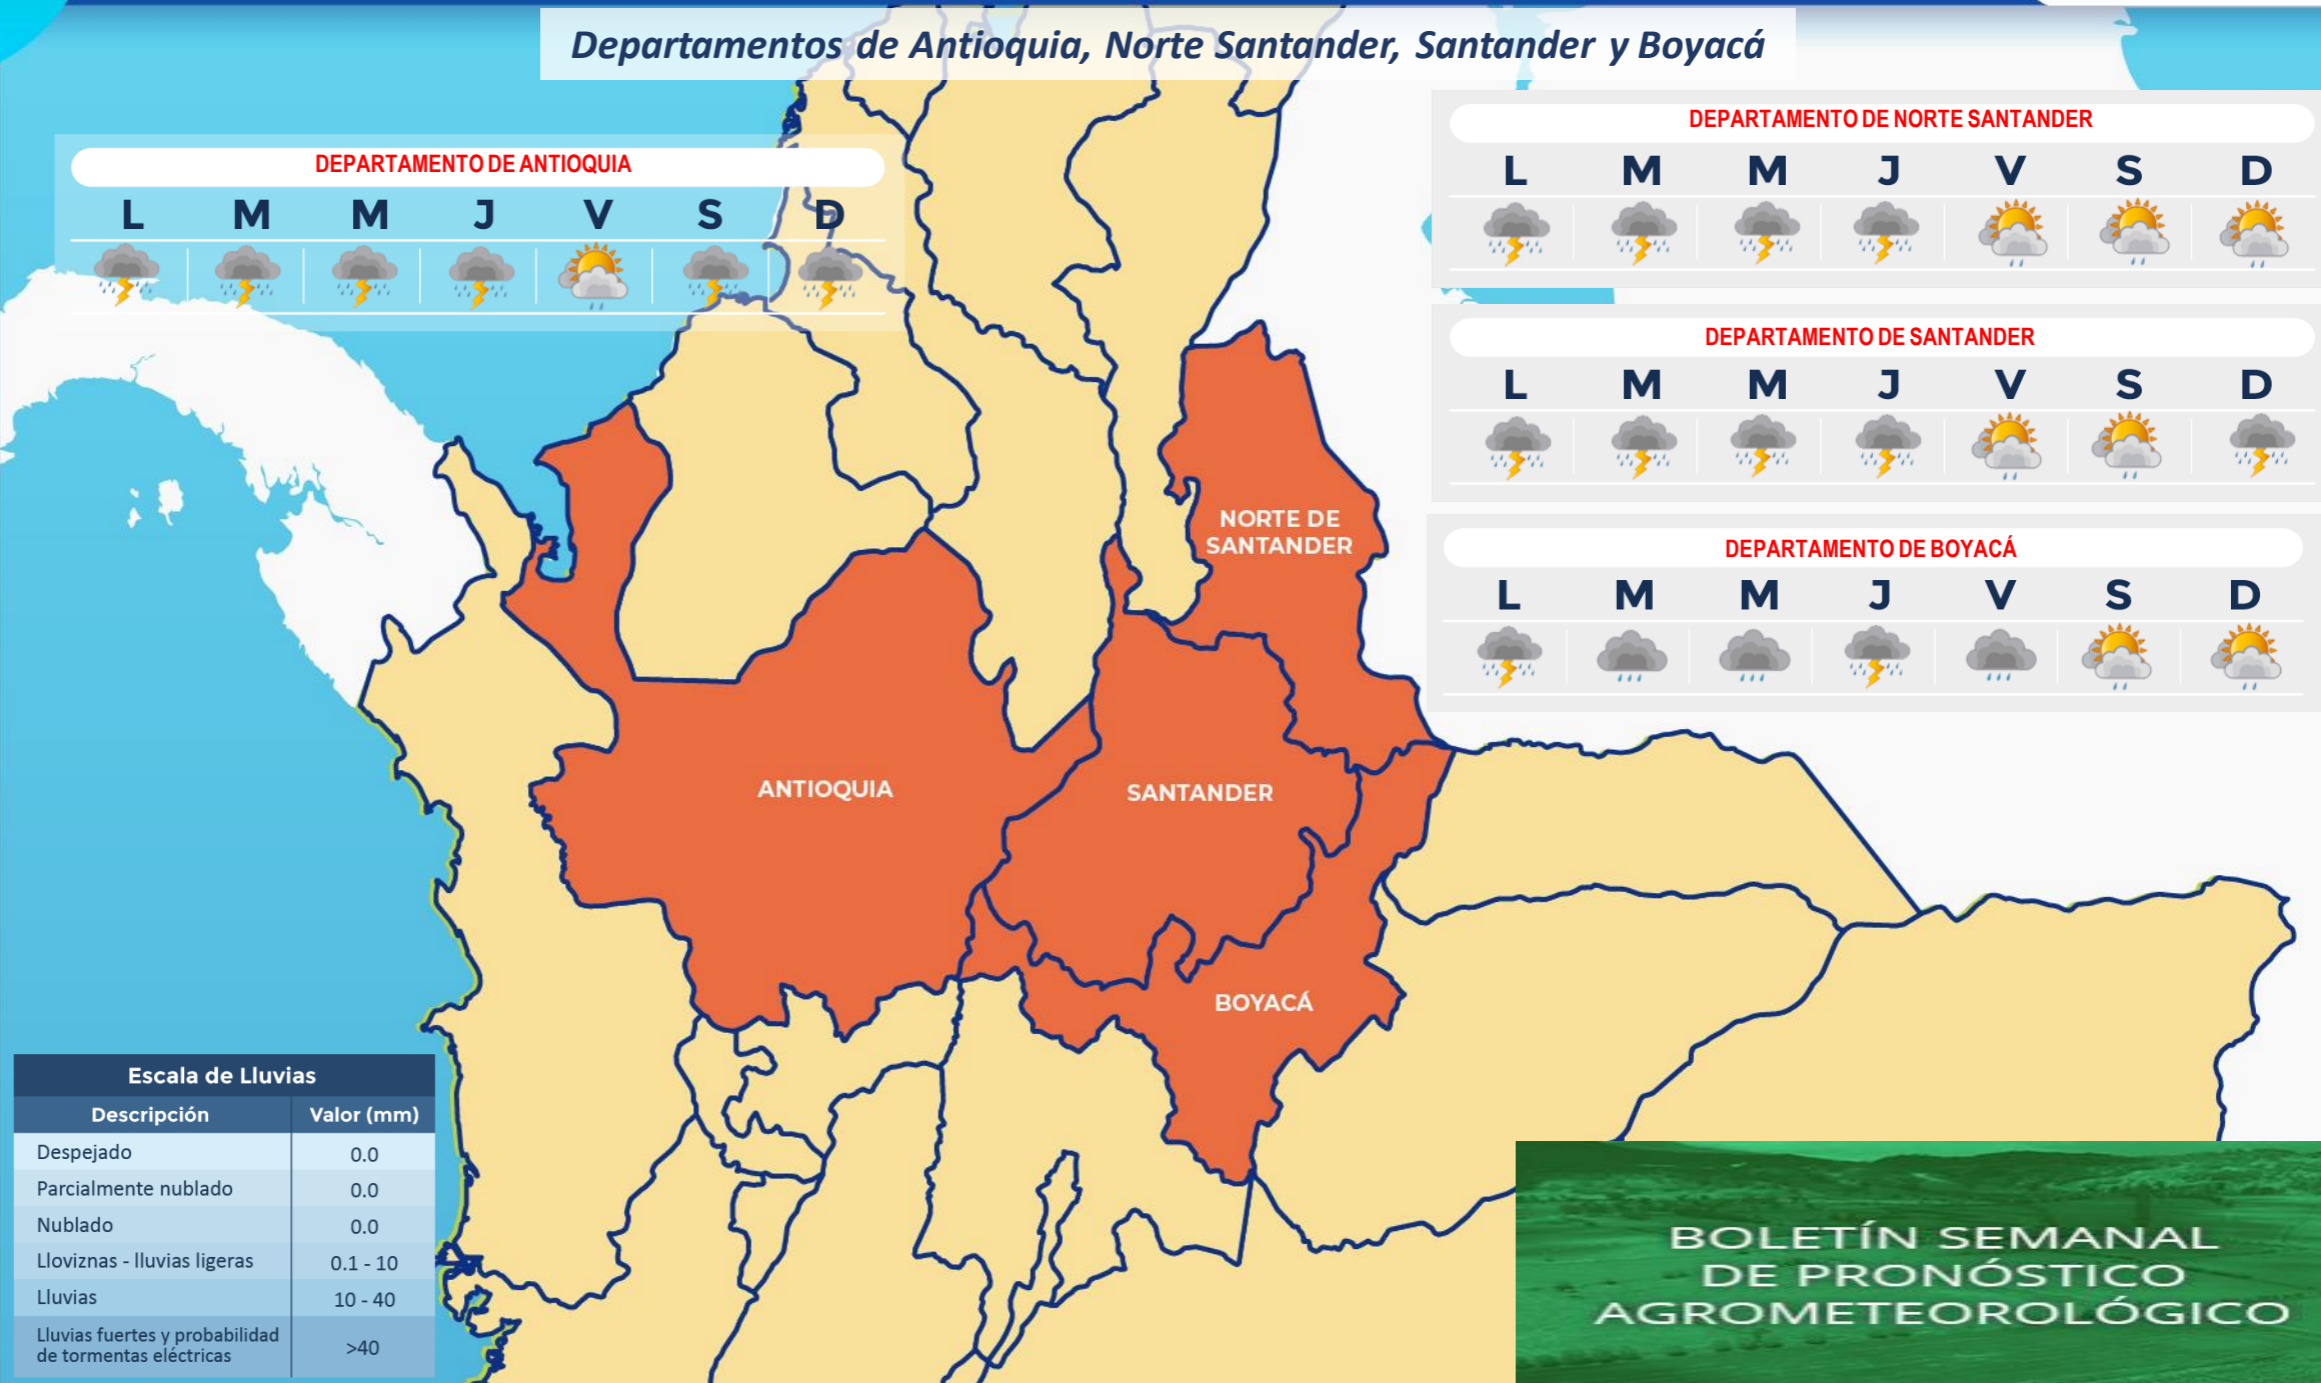 Departamentos de Antioquia, Norte Santander, Santander y Boyacá
DEPARTAMENTO DE ANTIOQUIA
L M M J V S D
DEPARTAMENTO DE NORTE SANTANDER
L M M J V S D
DEPARTAMENTO DE SANTANDER
L M M J V S D
DEPARTAMENTO DE BOYACÁ
L M M J V S D
NORTE DE
SANTANDER
ANTIOQUIA
SANTANDER
BOYACÁ
Escala de Lluvias
Descripción Valor (mm)
Despejado 0.0
Parcialmente nublado 0.0
Nublado 0.0
Lloviznas - lluvias ligeras 0.1 - 10
Lluvias 10 - 40
Lluvias fuertes y probabilidad
de tormentas eléctricas >40
BOLETÍN SEMANAL
DE PRONÓSTICO
AGROMETEOROLÓGICO